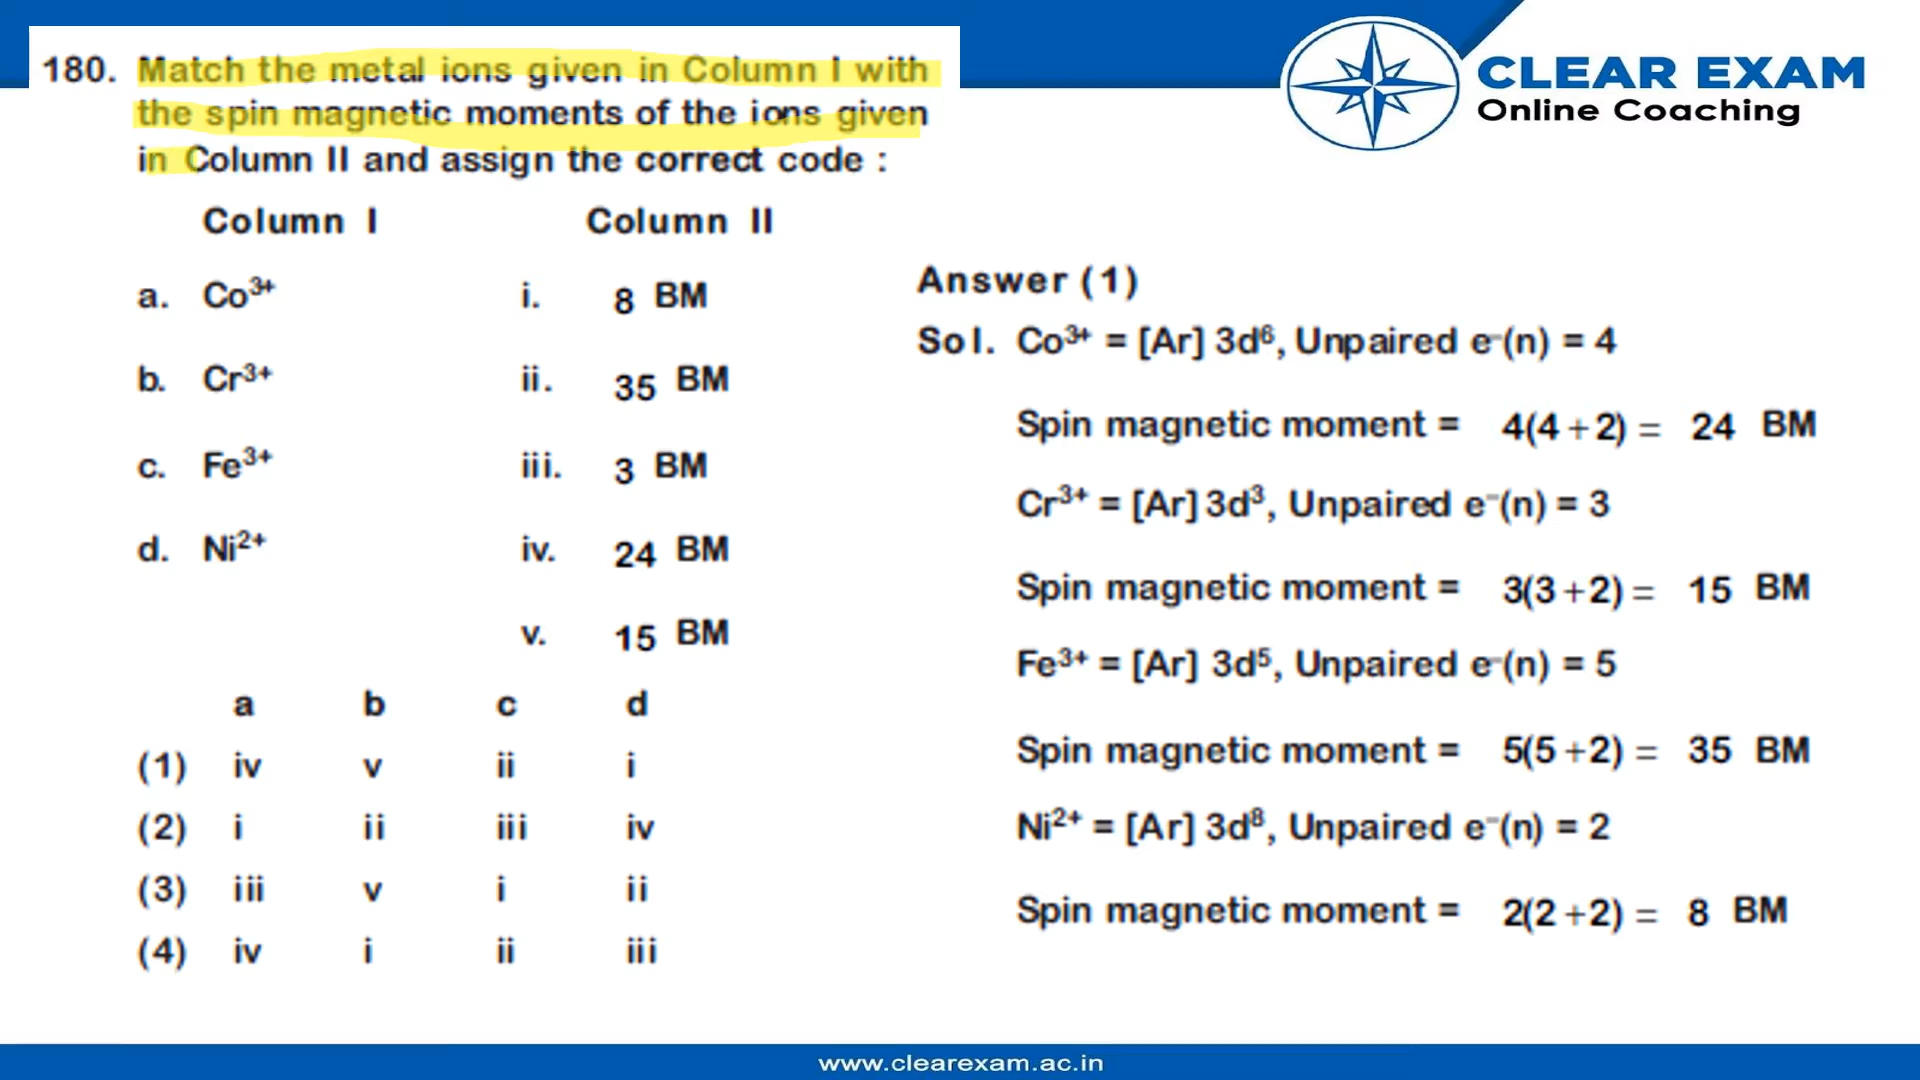 CLEAR EXAM
Online Coaching
180. Match the metal ions given in Column I with
the spin magnetic moments of the ions given
in Column II and assign the correct code :
Column I Column II
a. Co³⁺ i. 8 BM
b. Cr³⁺ ii. 35 BM
c. Fe³⁺ iii. 3 BM
d. Ni²⁺ iv. 24 BM
v. 15 BM
a b c d
(1) iv v ii i
(2) i ii iii iv
(3) iii v i ii
(4) iv i ii iii
Answer (1)
Sol. Co³⁺ = [Ar] 3d⁶, Unpaired e⁻(n) = 4
Spin magnetic moment = 4(4 + 2) = 24 BM
Cr³⁺ = [Ar] 3d³, Unpaired e⁻(n) = 3
Spin magnetic moment = 3(3 + 2) = 15 BM
Fe³⁺ = [Ar] 3d⁵, Unpaired e⁻(n) = 5
Spin magnetic moment = 5(5 + 2) = 35 BM
Ni²⁺ = [Ar] 3d⁸, Unpaired e⁻(n) = 2
Spin magnetic moment = 2(2 + 2) = 8 BM
www.clearexam.ac.in